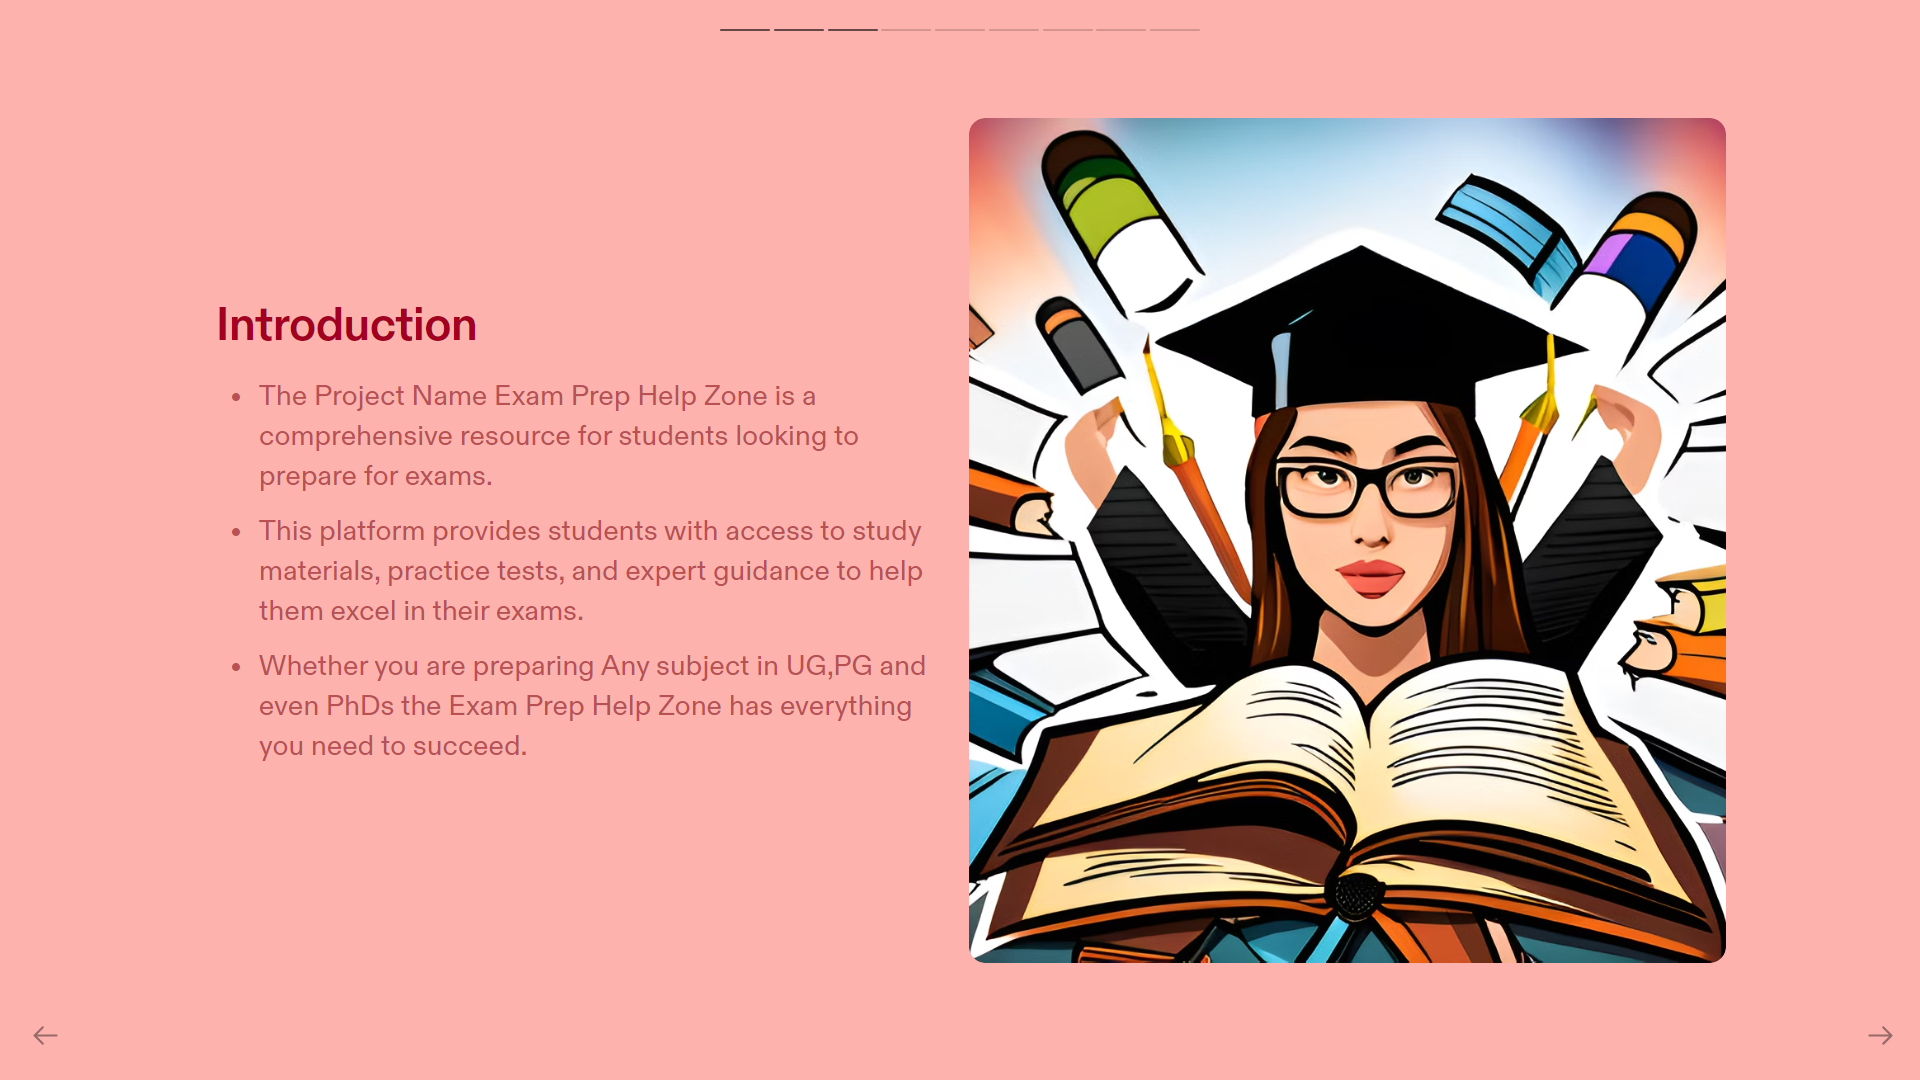 Introduction
• The Project Name Exam Prep Help Zone is a
comprehensive resource for students looking to
prepare for exams.
• This platform provides students with access to study
materials, practice tests, and expert guidance to help
them excel in their exams.
• Whether you are preparing Any subject in UG,PG and
even PhDs the Exam Prep Help Zone has everything
you need to succeed.